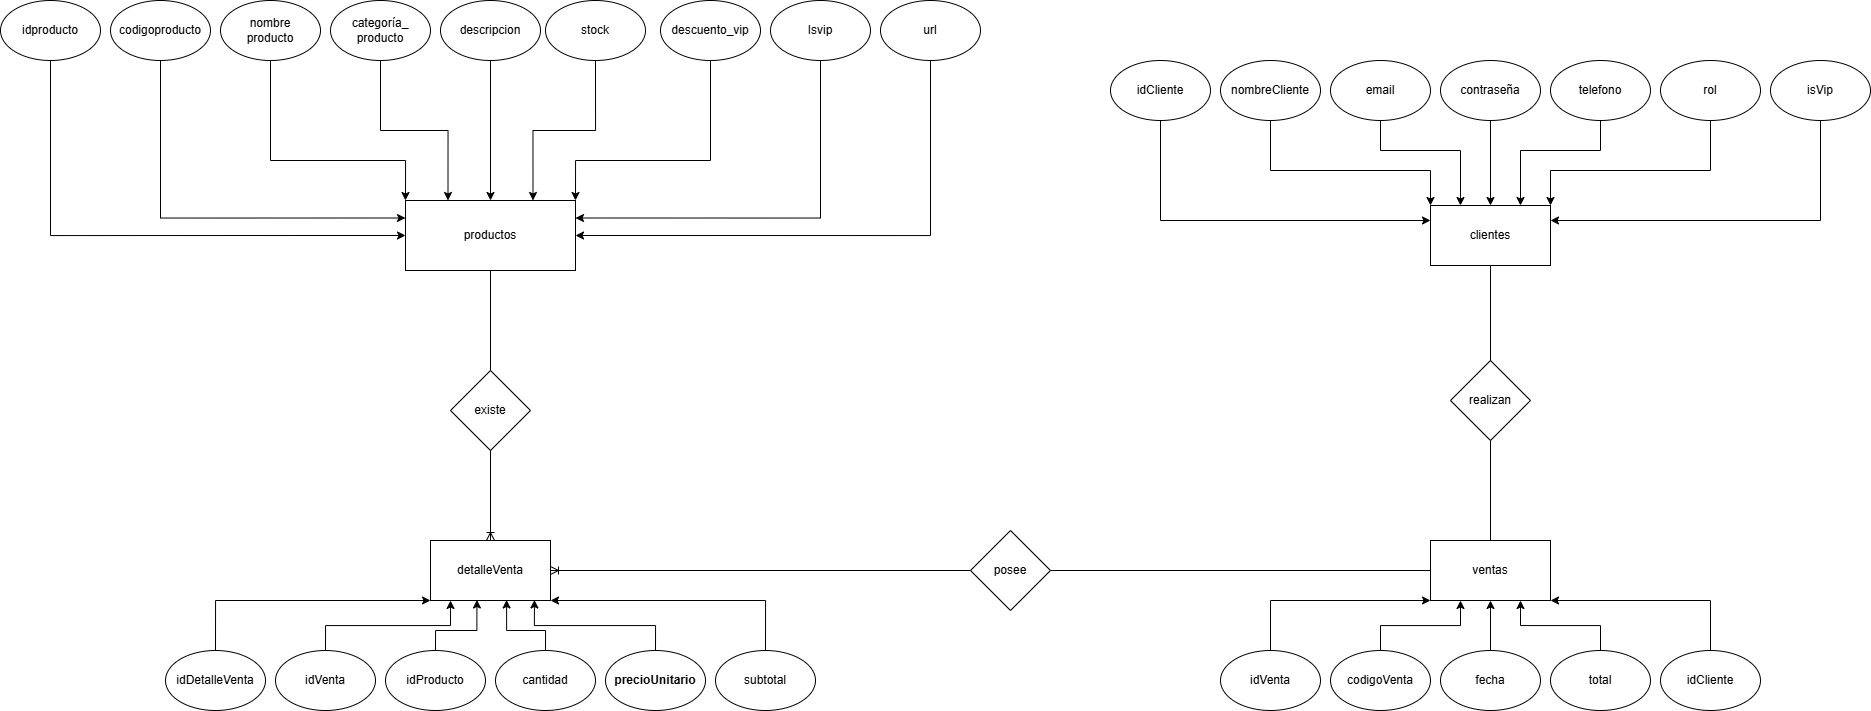 idproducto
codigoproducto
nombre
producto
categoría_
producto
descripcion
stock
descuento_vip
Isvip
url
idCliente
nombreCliente
email
contraseña
telefono
rol
isVip
productos
clientes
existe
realizan
detalleVenta
posee
ventas
idDetalleVenta
idVenta
idProducto
cantidad
precioUnitario
subtotal
idVenta
codigoVenta
fecha
total
idCliente